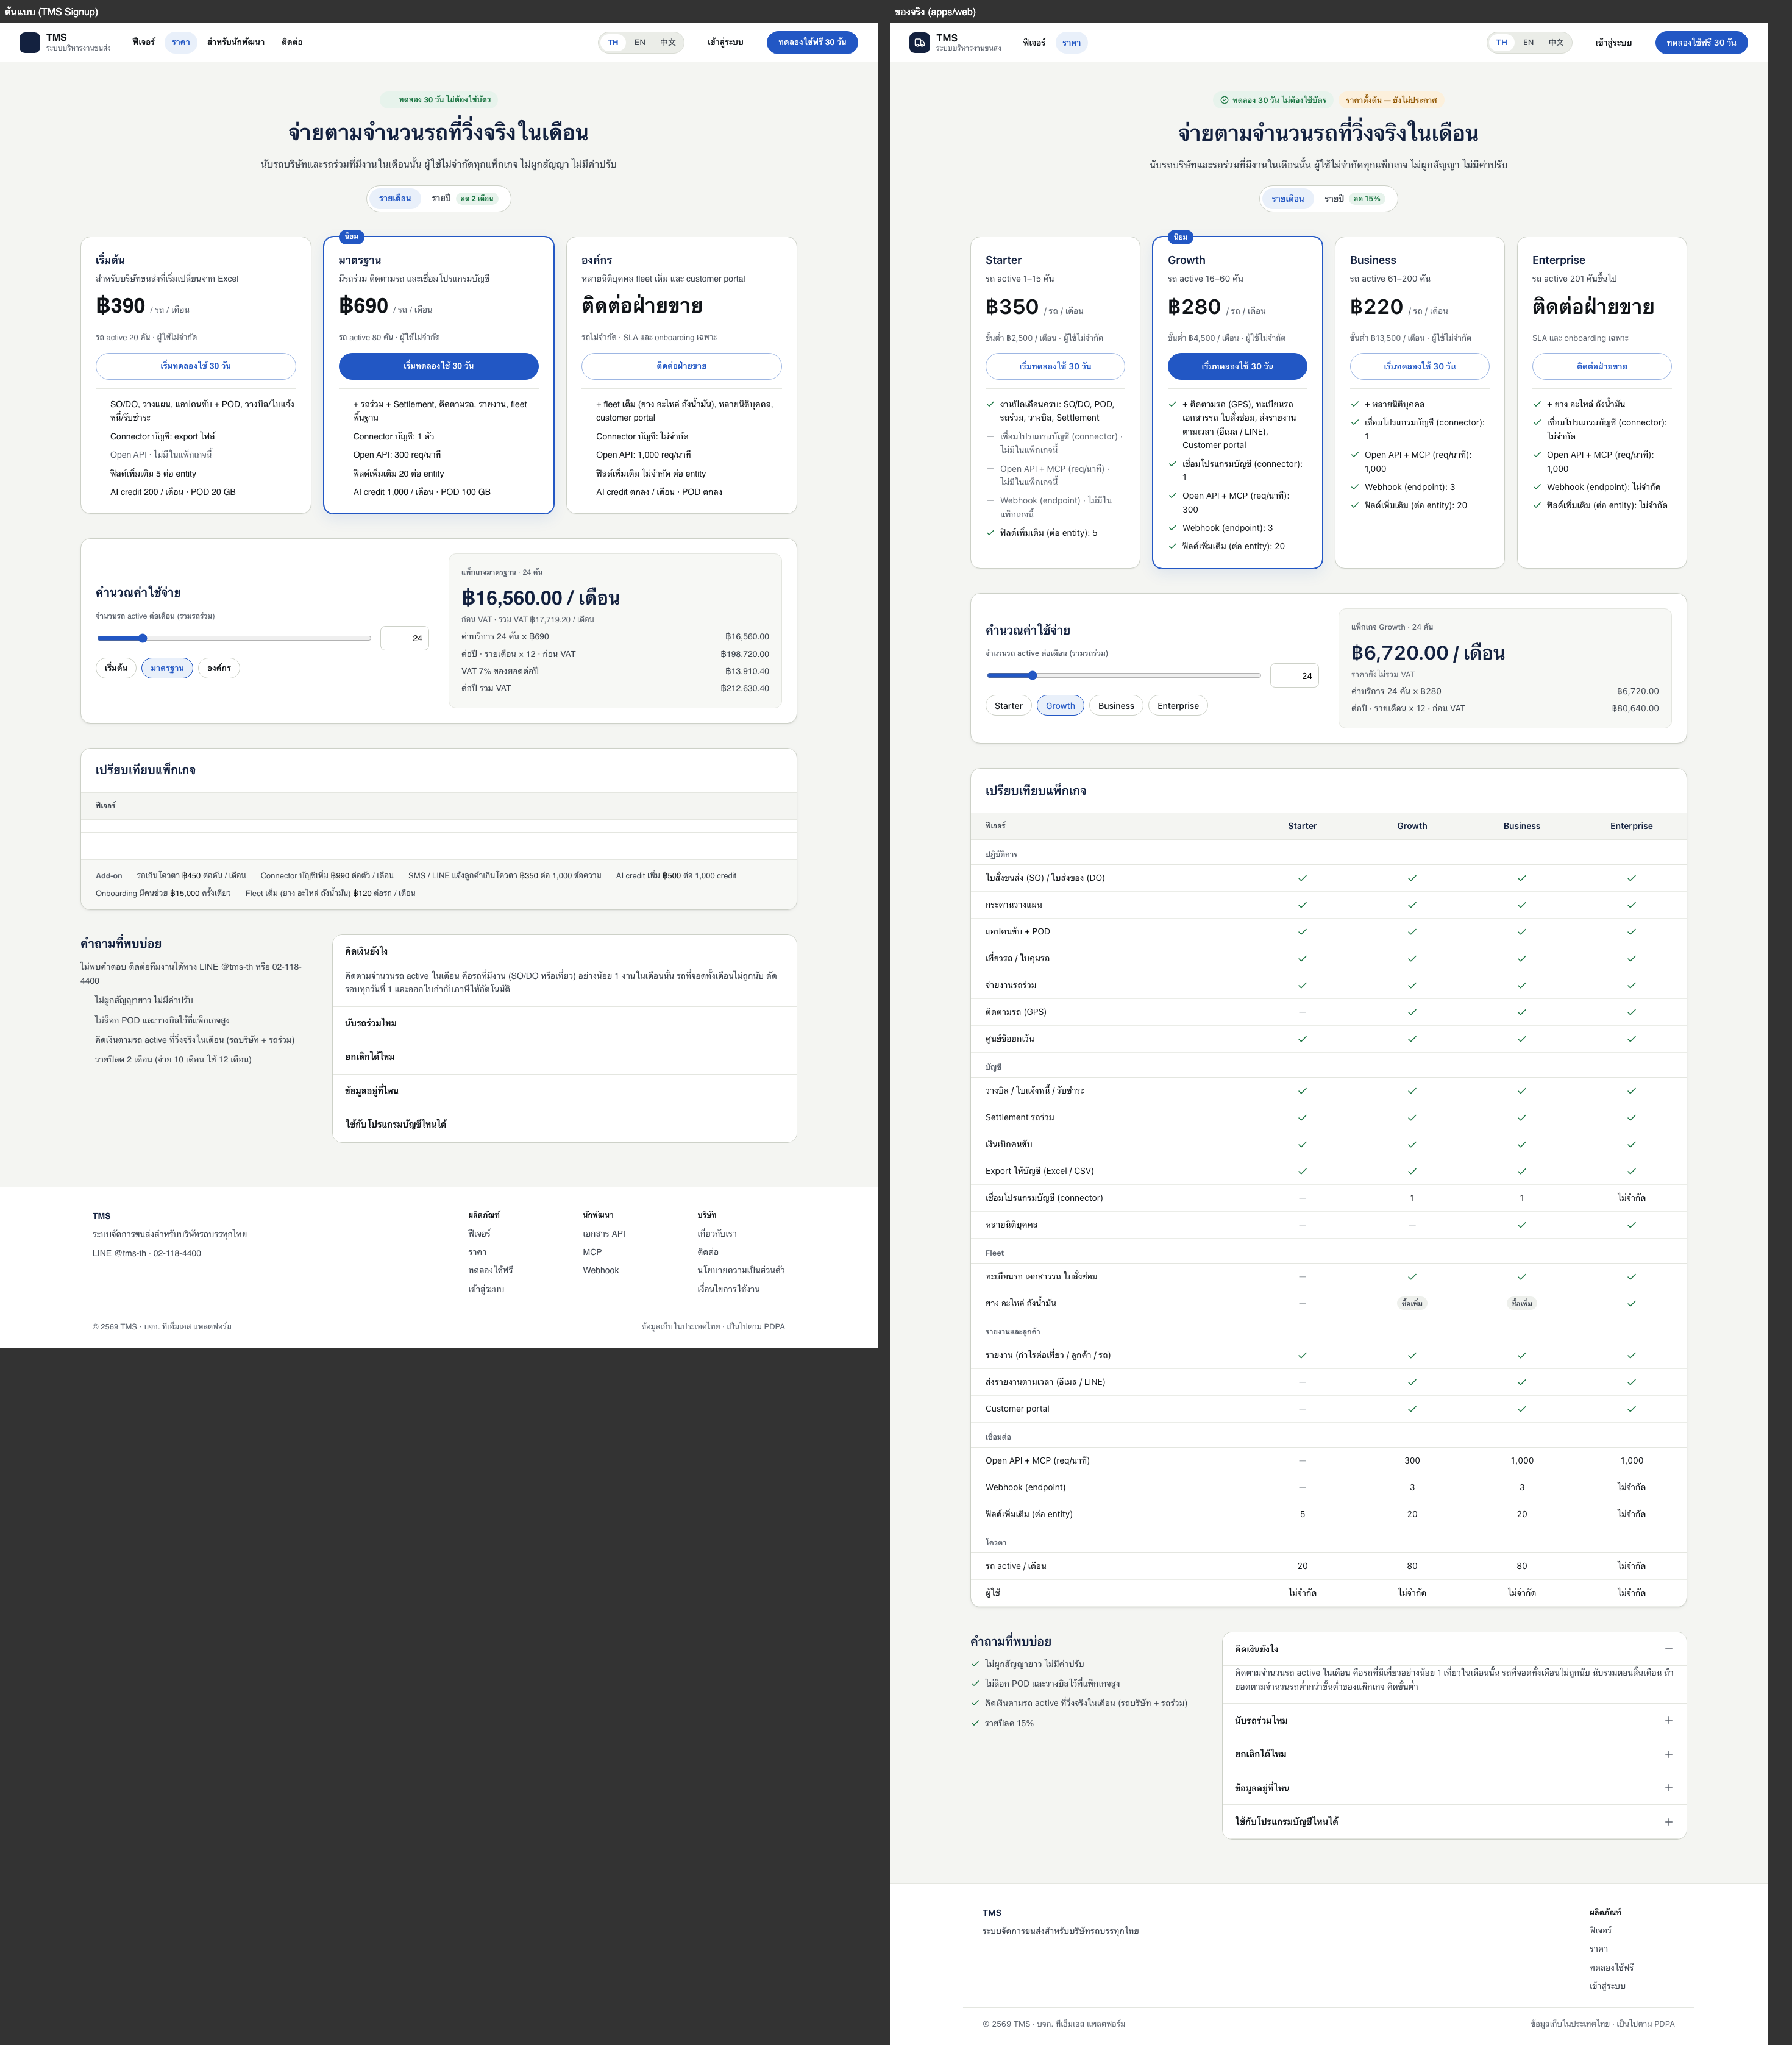 ต้นแบบ (TMS Signup)
TMS
ระบบบริหารงานขนส่ง
ฟีเจอร์
ราคา
สำหรับนักพัฒนา
ติดต่อ
TH
EN
中文
เข้าสู่ระบบ
ทดลองใช้ฟรี 30 วัน
ทดลอง 30 วัน ไม่ต้องใช้บัตร
จ่ายตามจำนวนรถที่วิ่งจริงในเดือน
นับรถบริษัทและรถร่วมที่มีงานในเดือนนั้น ผู้ใช้ไม่จำกัดทุกแพ็กเกจ ไม่ผูกสัญญา ไม่มีค่าปรับ
รายเดือน
รายปี
ลด 2 เดือน
เริ่มต้น
สำหรับบริษัทขนส่งที่เริ่มเปลี่ยนจาก Excel
฿390 / รถ / เดือน
รถ active 20 คัน · ผู้ใช้ไม่จำกัด
เริ่มทดลองใช้ 30 วัน
SO/DO, วางแผน, แอปคนขับ + POD, วางบิล/ใบแจ้ง
หนี้/รับชำระ
Connector บัญชี: export ไฟล์
Open API · ไม่มีในแพ็กเกจนี้
ฟิลด์เพิ่มเติม 5 ต่อ entity
AI credit 200 / เดือน · POD 20 GB
นิยม
มาตรฐาน
มีรถร่วม ติดตามรถ และเชื่อมโปรแกรมบัญชี
฿690 / รถ / เดือน
รถ active 80 คัน · ผู้ใช้ไม่จำกัด
เริ่มทดลองใช้ 30 วัน
+ รถร่วม + Settlement, ติดตามรถ, รายงาน, fleet
พื้นฐาน
Connector บัญชี: 1 ตัว
Open API: 300 req/นาที
ฟิลด์เพิ่มเติม 20 ต่อ entity
AI credit 1,000 / เดือน · POD 100 GB
องค์กร
หลายนิติบุคคล fleet เต็ม และ customer portal
ติดต่อฝ่ายขาย
รถไม่จำกัด · SLA และ onboarding เฉพาะ
ติดต่อฝ่ายขาย
+ fleet เต็ม (ยาง อะไหล่ ถังน้ำมัน), หลายนิติบุคคล,
customer portal
Connector บัญชี: ไม่จำกัด
Open API: 1,000 req/นาที
ฟิลด์เพิ่มเติม ไม่จำกัด ต่อ entity
AI credit ตกลง / เดือน · POD ตกลง
คำนวณค่าใช้จ่าย
จำนวนรถ active ต่อเดือน (รวมรถร่วม)
24
เริ่มต้น
มาตรฐาน
องค์กร
แพ็กเกจมาตรฐาน · 24 คัน
฿16,560.00 / เดือน
ก่อน VAT · รวม VAT ฿17,719.20 / เดือน
ค่าบริการ 24 คัน × ฿690 ฿16,560.00
ต่อปี · รายเดือน × 12 · ก่อน VAT ฿198,720.00
VAT 7% ของยอดต่อปี ฿13,910.40
ต่อปี รวม VAT ฿212,630.40
เปรียบเทียบแพ็กเกจ
ฟีเจอร์
Add-on รถเกินโควตา ฿450 ต่อคัน / เดือน Connector บัญชีเพิ่ม ฿990 ต่อตัว / เดือน SMS / LINE แจ้งลูกค้าเกินโควตา ฿350 ต่อ 1,000 ข้อความ AI credit เพิ่ม ฿500 ต่อ 1,000 credit
Onboarding มีคนช่วย ฿15,000 ครั้งเดียว Fleet เต็ม (ยาง อะไหล่ ถังน้ำมัน) ฿120 ต่อรถ / เดือน
คำถามที่พบบ่อย
ไม่พบคำตอบ ติดต่อทีมงานได้ทาง LINE @tms-th หรือ 02-118-
4400
ไม่ผูกสัญญายาว ไม่มีค่าปรับ
ไม่ล็อก POD และวางบิลไว้ที่แพ็กเกจสูง
คิดเงินตามรถ active ที่วิ่งจริงในเดือน (รถบริษัท + รถร่วม)
รายปีลด 2 เดือน (จ่าย 10 เดือน ใช้ 12 เดือน)
คิดเงินยังไง
คิดตามจำนวนรถ active ในเดือน คือรถที่มีงาน (SO/DO หรือเที่ยว) อย่างน้อย 1 งานในเดือนนั้น รถที่จอดทั้งเดือนไม่ถูกนับ ตัด
รอบทุกวันที่ 1 และออกใบกำกับภาษีให้อัตโนมัติ
นับรถร่วมไหม
ยกเลิกได้ไหม
ข้อมูลอยู่ที่ไหน
ใช้กับโปรแกรมบัญชีไหนได้
TMS
ระบบจัดการขนส่งสำหรับบริษัทรถบรรทุกไทย
LINE @tms-th · 02-118-4400
ผลิตภัณฑ์
ฟีเจอร์
ราคา
ทดลองใช้ฟรี
เข้าสู่ระบบ
นักพัฒนา
เอกสาร API
MCP
Webhook
บริษัท
เกี่ยวกับเรา
ติดต่อ
นโยบายความเป็นส่วนตัว
เงื่อนไขการใช้งาน
© 2569 TMS · บจก. ทีเอ็มเอส แพลตฟอร์ม
ข้อมูลเก็บในประเทศไทย · เป็นไปตาม PDPA
ของจริง (apps/web)
TMS
ระบบบริหารงานขนส่ง
ฟีเจอร์
ราคา
TH
EN
中文
เข้าสู่ระบบ
ทดลองใช้ฟรี 30 วัน
ทดลอง 30 วัน ไม่ต้องใช้บัตร
ราคาตั้งต้น — ยังไม่ประกาศ
จ่ายตามจำนวนรถที่วิ่งจริงในเดือน
นับรถบริษัทและรถร่วมที่มีงานในเดือนนั้น ผู้ใช้ไม่จำกัดทุกแพ็กเกจ ไม่ผูกสัญญา ไม่มีค่าปรับ
รายเดือน
รายปี
ลด 15%
Starter
รถ active 1–15 คัน
฿350 / รถ / เดือน
ขั้นต่ำ ฿2,500 / เดือน · ผู้ใช้ไม่จำกัด
เริ่มทดลองใช้ 30 วัน
งานปิดเดือนครบ: SO/DO, POD,
รถร่วม, วางบิล, Settlement
เชื่อมโปรแกรมบัญชี (connector) ·
ไม่มีในแพ็กเกจนี้
Open API + MCP (req/นาที) ·
ไม่มีในแพ็กเกจนี้
Webhook (endpoint) · ไม่มีใน
แพ็กเกจนี้
ฟิลด์เพิ่มเติม (ต่อ entity): 5
นิยม
Growth
รถ active 16–60 คัน
฿280 / รถ / เดือน
ขั้นต่ำ ฿4,500 / เดือน · ผู้ใช้ไม่จำกัด
เริ่มทดลองใช้ 30 วัน
+ ติดตามรถ (GPS), ทะเบียนรถ
เอกสารรถ ใบสั่งซ่อม, ส่งรายงาน
ตามเวลา (อีเมล / LINE),
Customer portal
เชื่อมโปรแกรมบัญชี (connector):
1
Open API + MCP (req/นาที):
300
Webhook (endpoint): 3
ฟิลด์เพิ่มเติม (ต่อ entity): 20
Business
รถ active 61–200 คัน
฿220 / รถ / เดือน
ขั้นต่ำ ฿13,500 / เดือน · ผู้ใช้ไม่จำกัด
เริ่มทดลองใช้ 30 วัน
+ หลายนิติบุคคล
เชื่อมโปรแกรมบัญชี (connector):
1
Open API + MCP (req/นาที):
1,000
Webhook (endpoint): 3
ฟิลด์เพิ่มเติม (ต่อ entity): 20
Enterprise
รถ active 201 คันขึ้นไป
ติดต่อฝ่ายขาย
SLA และ onboarding เฉพาะ
ติดต่อฝ่ายขาย
+ ยาง อะไหล่ ถังน้ำมัน
เชื่อมโปรแกรมบัญชี (connector):
ไม่จำกัด
Open API + MCP (req/นาที):
1,000
Webhook (endpoint): ไม่จำกัด
ฟิลด์เพิ่มเติม (ต่อ entity): ไม่จำกัด
คำนวณค่าใช้จ่าย
จำนวนรถ active ต่อเดือน (รวมรถร่วม)
24
Starter
Growth
Business
Enterprise
แพ็กเกจ Growth · 24 คัน
฿6,720.00 / เดือน
ราคายังไม่รวม VAT
ค่าบริการ 24 คัน × ฿280 ฿6,720.00
ต่อปี · รายเดือน × 12 · ก่อน VAT ฿80,640.00
เปรียบเทียบแพ็กเกจ
ฟีเจอร์ Starter Growth Business Enterprise
ปฏิบัติการ
ใบสั่งขนส่ง (SO) / ใบส่งของ (DO)
กระดานวางแผน
แอปคนขับ + POD
เที่ยวรถ / ใบคุมรถ
จ่ายงานรถร่วม
ติดตามรถ (GPS) —
ศูนย์ข้อยกเว้น
บัญชี
วางบิล / ใบแจ้งหนี้ / รับชำระ
Settlement รถร่วม
เงินเบิกคนขับ
Export ให้บัญชี (Excel / CSV)
เชื่อมโปรแกรมบัญชี (connector) — 1 1 ไม่จำกัด
หลายนิติบุคคล — —
Fleet
ทะเบียนรถ เอกสารรถ ใบสั่งซ่อม —
ยาง อะไหล่ ถังน้ำมัน — ซื้อเพิ่ม ซื้อเพิ่ม
รายงานและลูกค้า
รายงาน (กำไรต่อเที่ยว / ลูกค้า / รถ)
ส่งรายงานตามเวลา (อีเมล / LINE) —
Customer portal —
เชื่อมต่อ
Open API + MCP (req/นาที) — 300 1,000 1,000
Webhook (endpoint) — 3 3 ไม่จำกัด
ฟิลด์เพิ่มเติม (ต่อ entity) 5 20 20 ไม่จำกัด
โควตา
รถ active / เดือน 20 80 80 ไม่จำกัด
ผู้ใช้ ไม่จำกัด ไม่จำกัด ไม่จำกัด ไม่จำกัด
คำถามที่พบบ่อย
ไม่ผูกสัญญายาว ไม่มีค่าปรับ
ไม่ล็อก POD และวางบิลไว้ที่แพ็กเกจสูง
คิดเงินตามรถ active ที่วิ่งจริงในเดือน (รถบริษัท + รถร่วม)
รายปีลด 15%
คิดเงินยังไง
คิดตามจำนวนรถ active ในเดือน คือรถที่มีเที่ยวอย่างน้อย 1 เที่ยวในเดือนนั้น รถที่จอดทั้งเดือนไม่ถูกนับ นับรวมตอนสิ้นเดือน ถ้า
ยอดตามจำนวนรถต่ำกว่าขั้นต่ำของแพ็กเกจ คิดขั้นต่ำ
นับรถร่วมไหม
ยกเลิกได้ไหม
ข้อมูลอยู่ที่ไหน
ใช้กับโปรแกรมบัญชีไหนได้
TMS
ระบบจัดการขนส่งสำหรับบริษัทรถบรรทุกไทย
ผลิตภัณฑ์
ฟีเจอร์
ราคา
ทดลองใช้ฟรี
เข้าสู่ระบบ
© 2569 TMS · บจก. ทีเอ็มเอส แพลตฟอร์ม
ข้อมูลเก็บในประเทศไทย · เป็นไปตาม PDPA